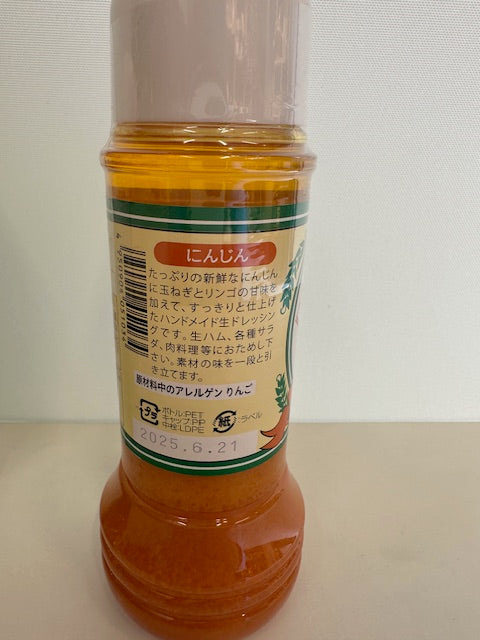 にんじん
たっぷりの新鮮なにんじん
に玉ねぎとリンゴの甘味を
加えて、すっきりと仕上げ
たハンドメイド生ドレッシン
グです。生ハム、各種サラ
ダ、肉料理等におためし下
さい。素材の味を一段と引
き立てます。
原材料中のアレルゲン りんご
プラ
ボトル:PET
キャップ:PP
中栓:LDPE
紙
:ラベル
2025.6.21